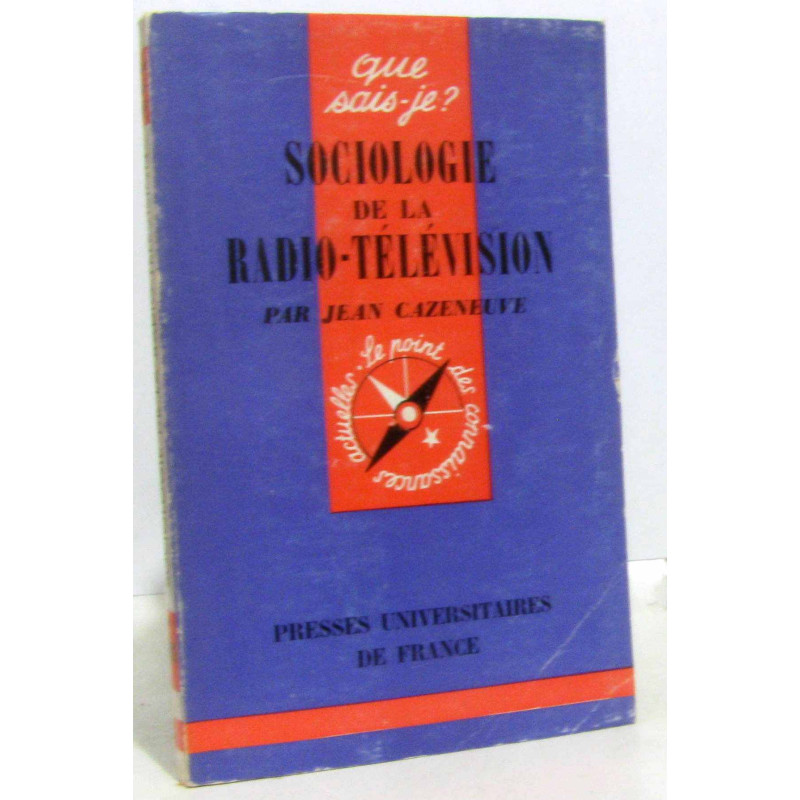 que
sais-je?
SOCIOLOGIE
DE LA
RADIO-TÉLÉVISION
PAR JEAN CAZENEUVE
le point des connaissances actuelles
PRESSES UNIVERSITAIRES
DE FRANCE